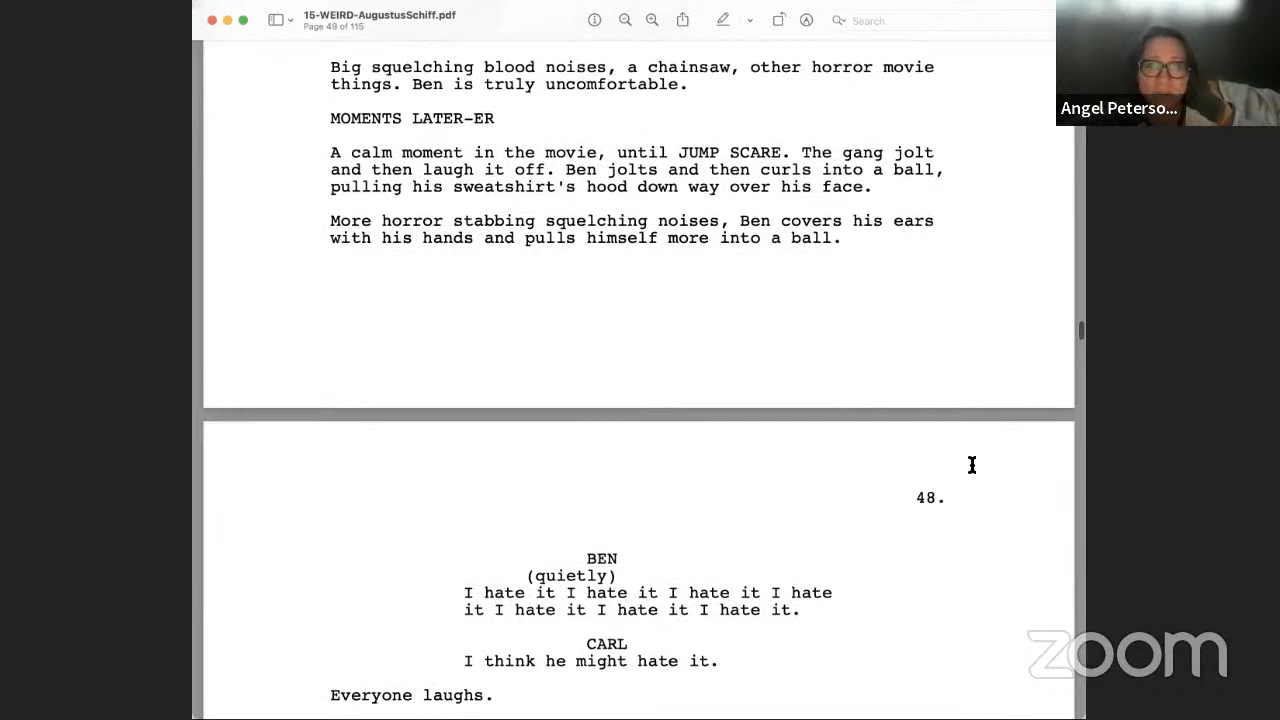 15-WEIRD-AugustusSchiff.pdf
Page 49 of 115
Search
Big squelching blood noises, a chainsaw, other horror movie
things. Ben is truly uncomfortable.
MOMENTS LATER-ER
A calm moment in the movie, until JUMP SCARE. The gang jolt
and then laugh it off. Ben jolts and then curls into a ball,
pulling his sweatshirt's hood down way over his face.
More horror stabbing squelching noises, Ben covers his ears
with his hands and pulls himself more into a ball.
48.
BEN
(quietly)
I hate it I hate it I hate it I hate
it I hate it I hate it I hate it.
CARL
I think he might hate it.
Everyone laughs.
Angel Peterso...
zoom